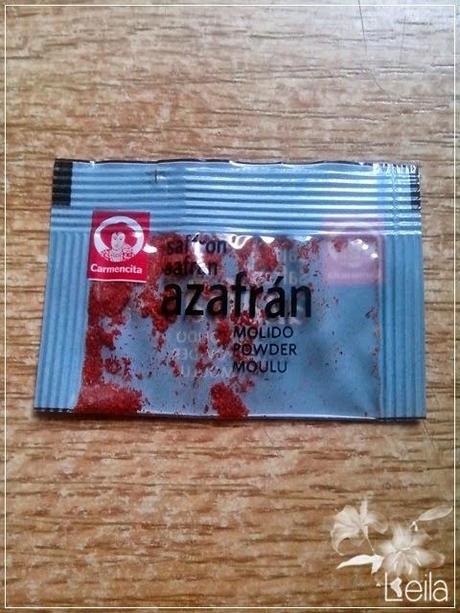 Carmencita
saffron
safran
azafrán
MOLIDO
POWDER
MOULU
Leila